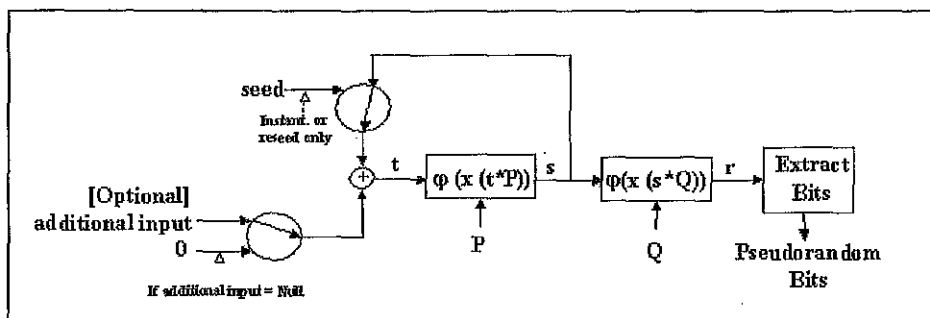 seed
Instant. or
reseed only
[Optional]
additional input
0
If additional input = Null
+
t
φ (x (t*P))
s
P
φ(x (s*Q))
r
Q
Extract
Bits
Pseudorandom
Bits